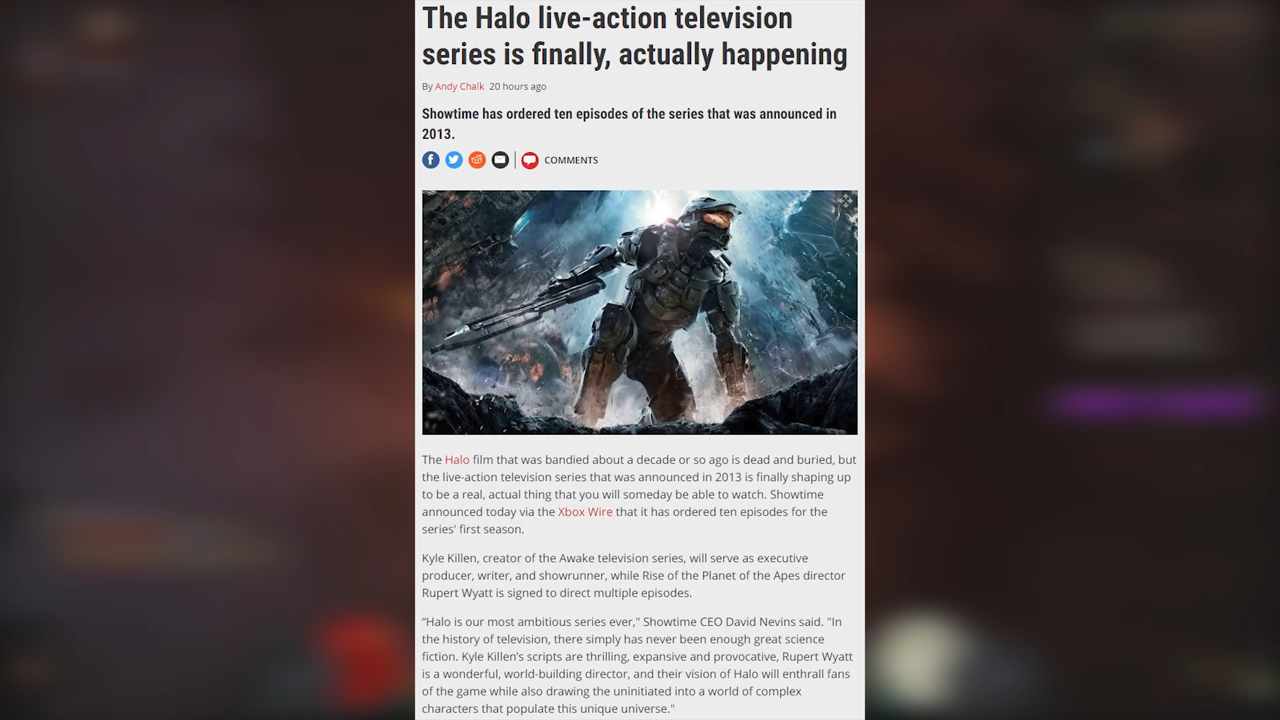 The Halo live-action television
series is finally, actually happening
By Andy Chalk 20 hours ago
Showtime has ordered ten episodes of the series that was announced in
2013.
COMMENTS
The Halo film that was bandied about a decade or so ago is dead and buried, but
the live-action television series that was announced in 2013 is finally shaping up
to be a real, actual thing that you will someday be able to watch. Showtime
announced today via the Xbox Wire that it has ordered ten episodes for the
series' first season.
Kyle Killen, creator of the Awake television series, will serve as executive
producer, writer, and showrunner, while Rise of the Planet of the Apes director
Rupert Wyatt is signed to direct multiple episodes.
“Halo is our most ambitious series ever," Showtime CEO David Nevins said. "In
the history of television, there simply has never been enough great science
fiction. Kyle Killen’s scripts are thrilling, expansive and provocative, Rupert Wyatt
is a wonderful, world-building director, and their vision of Halo will enthrall fans
of the game while also drawing the uninitiated into a world of complex
characters that populate this unique universe."